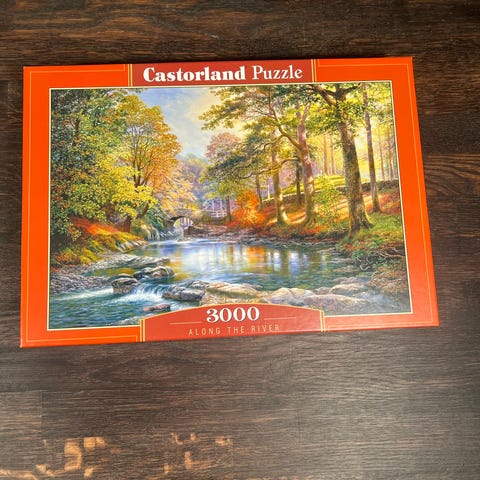 Castorland Puzzle
3000
ALONG THE RIVER